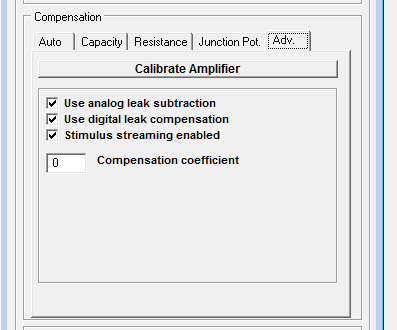 Compensation
Auto Capacity Resistance Junction Pot. Adv.
Calibrate Amplifier
Use analog leak subtraction
Use digital leak compensation
Stimulus streaming enabled
0 Compensation coefficient